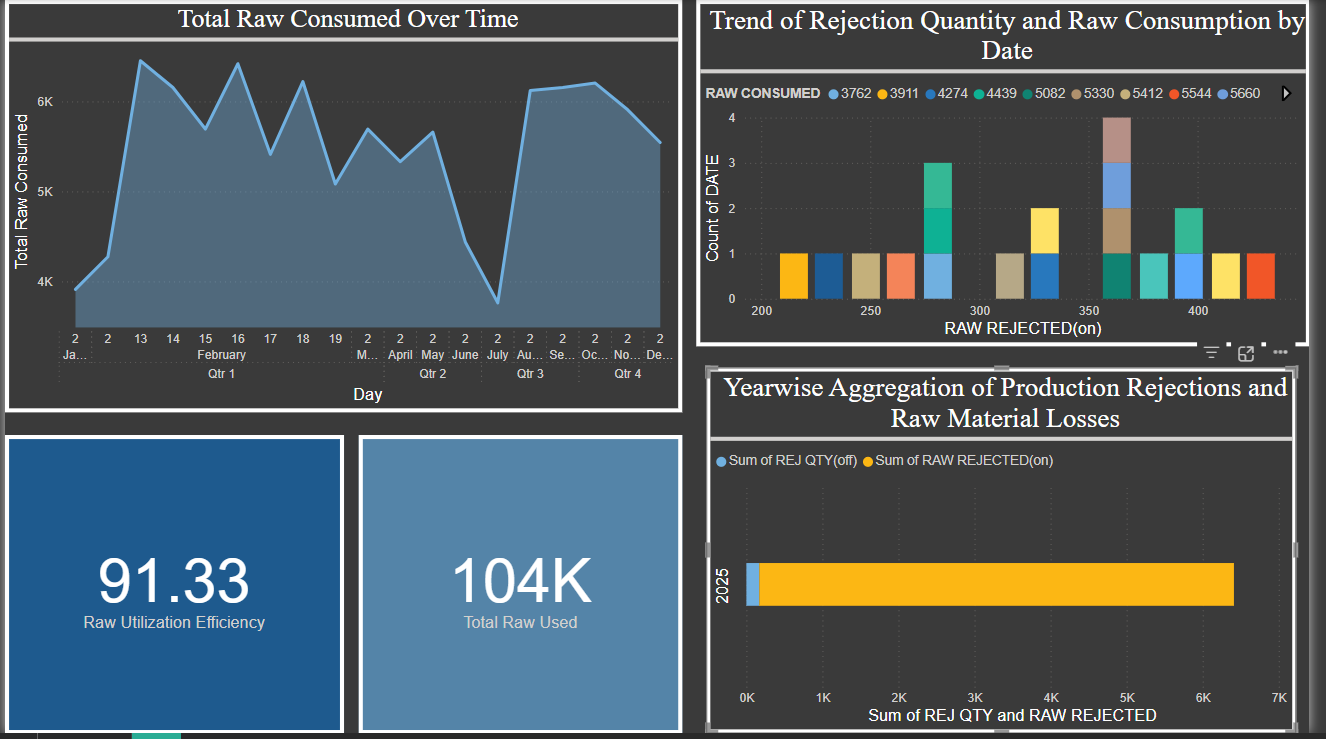 Total Raw Consumed Over Time
Total Raw Consumed
6K
5K
4K
2 2 13 14 15 16 17 18 19 2 2 2 2 2 2 2 2 2 2
Ja... February M... April May June July Au... Se... Oc... No... De...
Qtr 1 Qtr 2 Qtr 3 Qtr 4
Day
Trend of Rejection Quantity and Raw Consumption by
Date
RAW CONSUMED 3762 3911 4274 4439 5082 5330 5412 5544 5660
Count of DATE
4
3
2
1
0
200 250 300 350 400
RAW REJECTED(on)
91.33
Raw Utilization Efficiency
104K
Total Raw Used
Yearwise Aggregation of Production Rejections and
Raw Material Losses
Sum of REJ QTY(off) Sum of RAW REJECTED(on)
2025
0K 1K 2K 3K 4K 5K 6K 7K
Sum of REJ QTY and RAW REJECTED